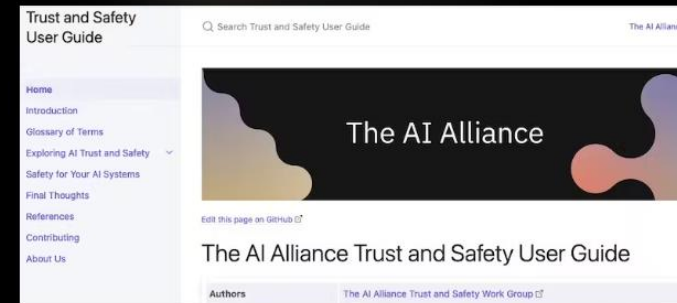 Trust and Safety
User Guide
Search Trust and Safety User Guide
The AI
Home
Introduction
Glossary of Terms
Exploring AI Trust and Safety
Safety for Your AI Systems
Final Thoughts
References
Contributing
About Us
The AI Alliance
Edit this page on GitHub
The AI Alliance Trust and Safety User Guide
Authors
The AI Alliance Trust and Safety Work Group